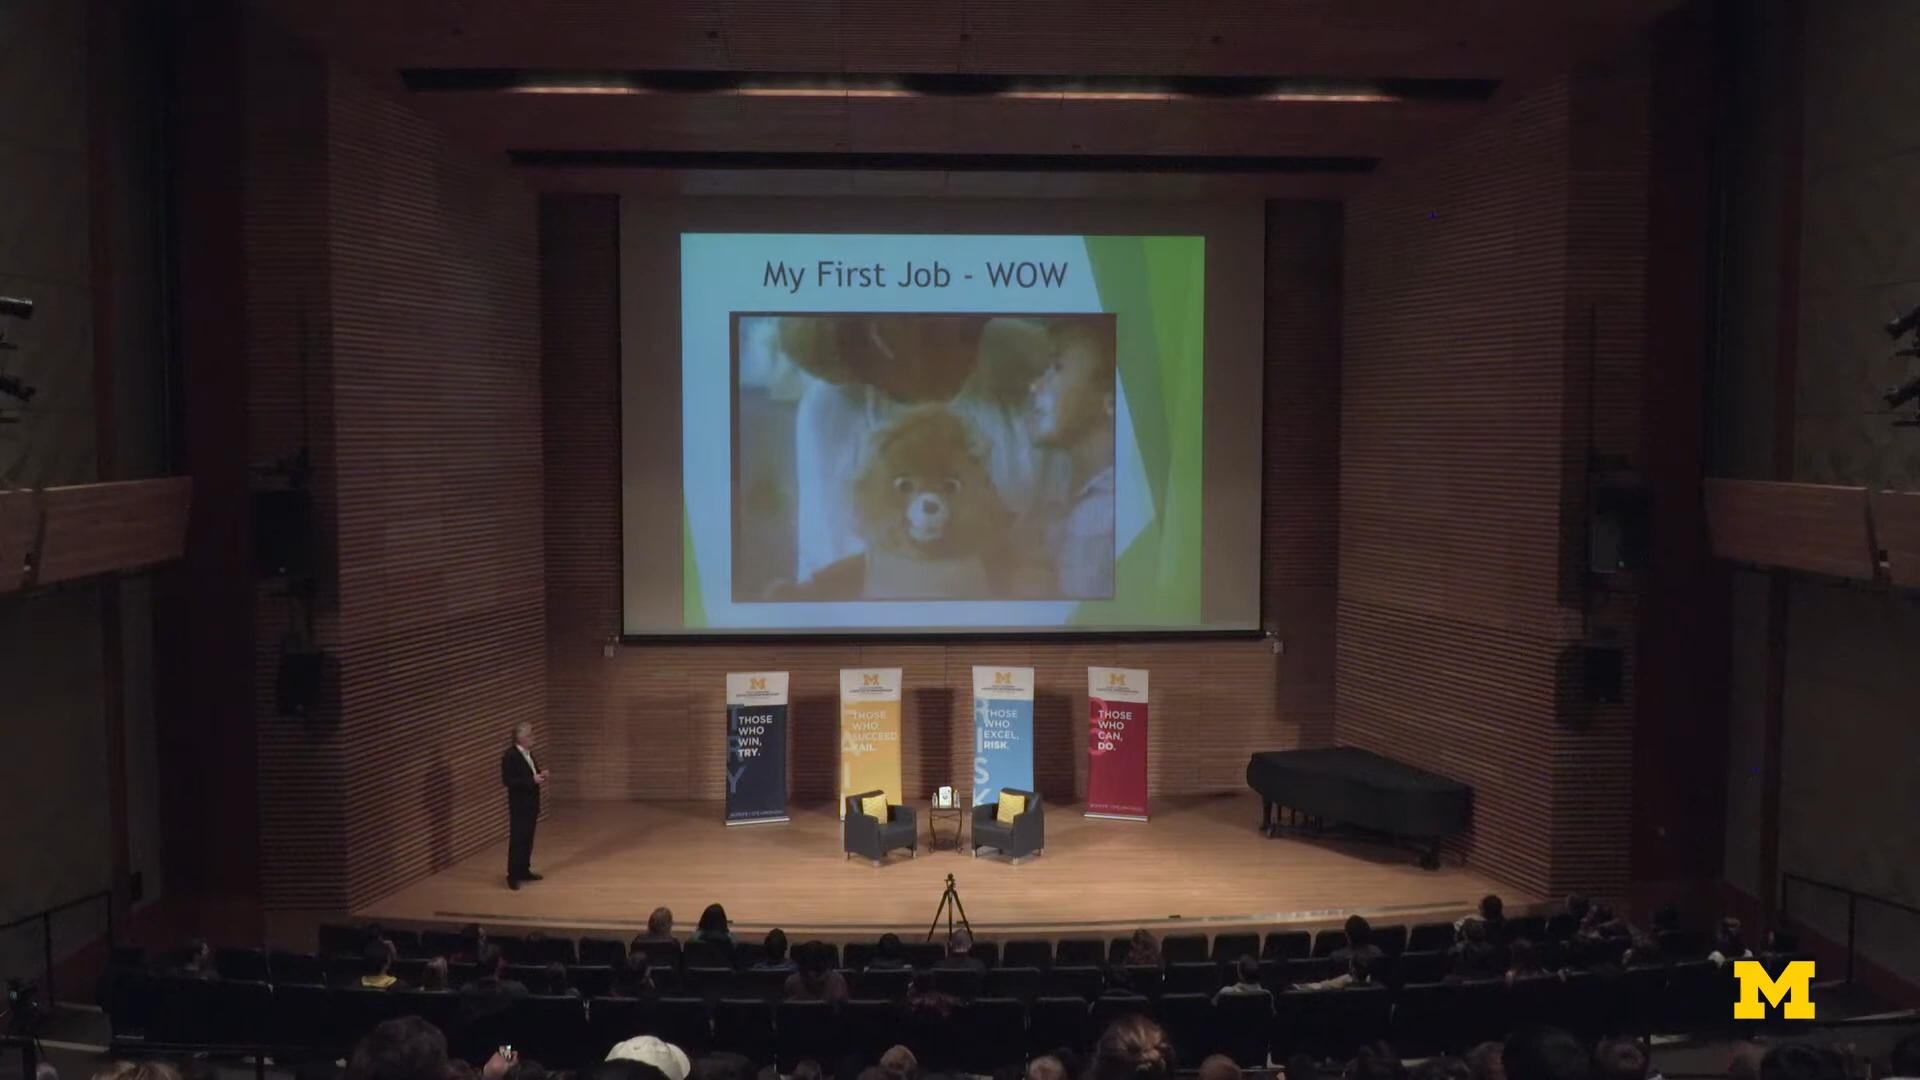 My First Job - WOW
M
THOSE
WHO
WIN,
TRY.
M
THOSE
WHO
SUCCEED
FAIL.
M
THOSE
WHO
EXCEL,
RISK.
M
THOSE
WHO
CAN,
DO.
M